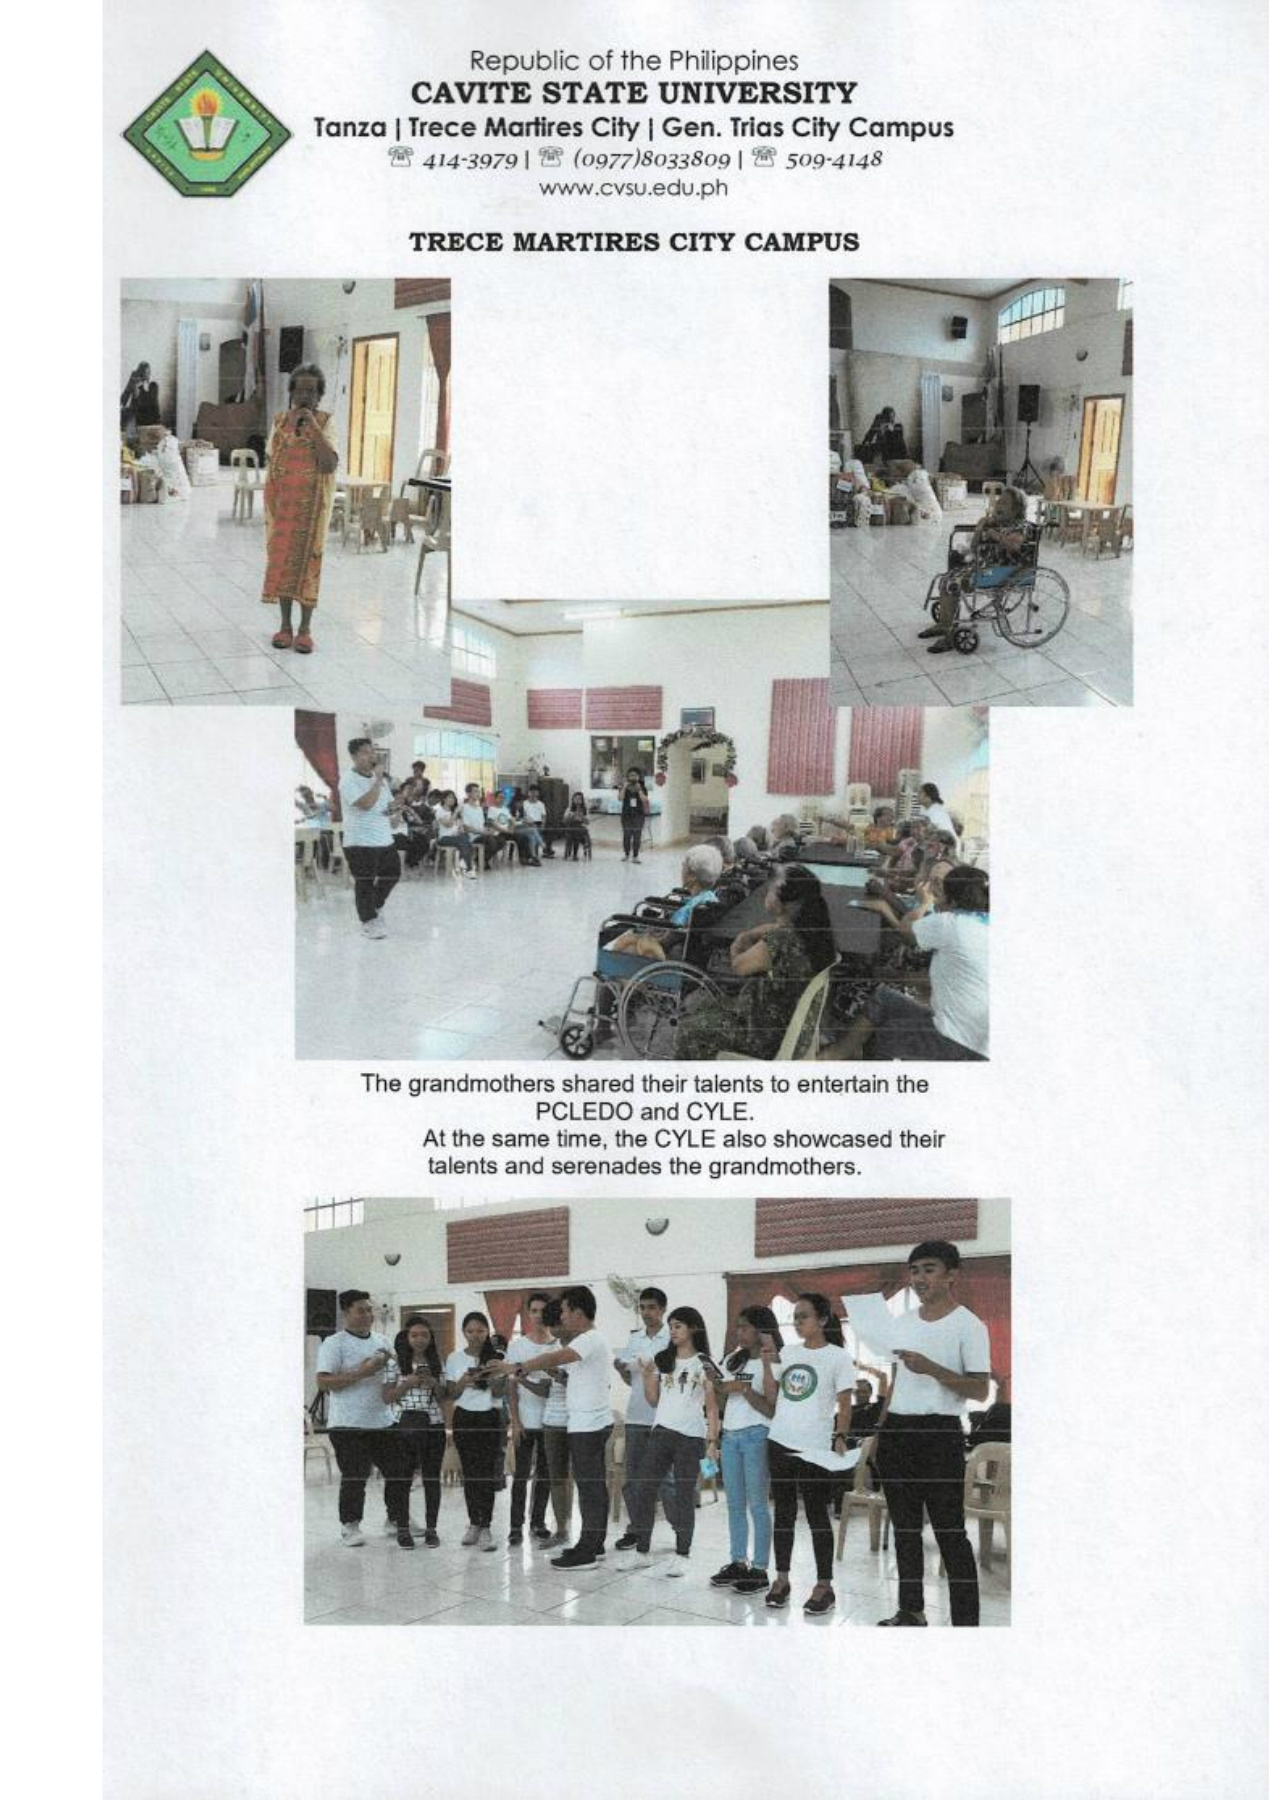 Republic of the Philippines
CAVITE STATE UNIVERSITY
Tanza | Trece Martires City | Gen. Trias City Campus
☏ 414-3979 | ☏ (0977)8033809 | ☏ 509-4148
www.cvsu.edu.ph
TRECE MARTIRES CITY CAMPUS
The grandmothers shared their talents to entertain the
PCLEDO and CYLE.
At the same time, the CYLE also showcased their
talents and serenades the grandmothers.